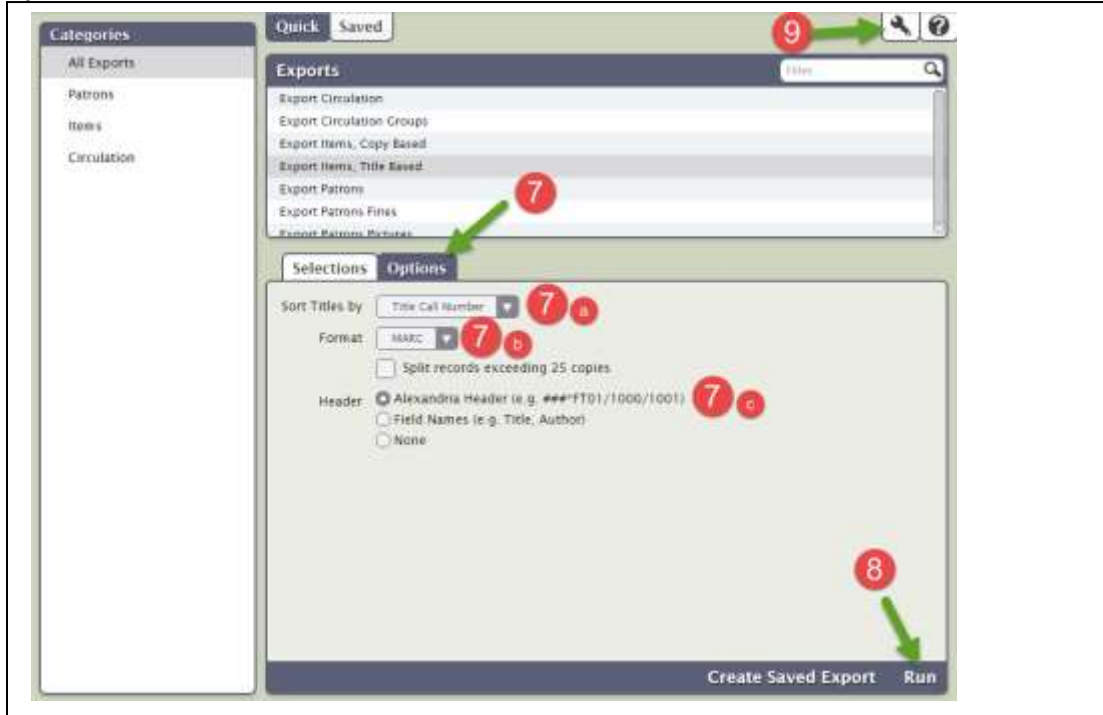 Categories
All Exports
Patrons
Items
Circulation
Quick Saved
9
?
Exports
Filter
Export Circulation
Export Circulation Groups
Export Items, Copy Based
Export Items, Title Based
Export Patrons
Export Patrons Fines
Export Patrons Pictures
7
Selections Options
Sort Titles by Title Call Number 7 a
Format MARC 7 b
Split records exceeding 25 copies
Header Alexandria Header (e.g. ###*FT01/1000/1001) 7 c
Field Names (e.g. Title, Author)
None
8
Create Saved Export Run